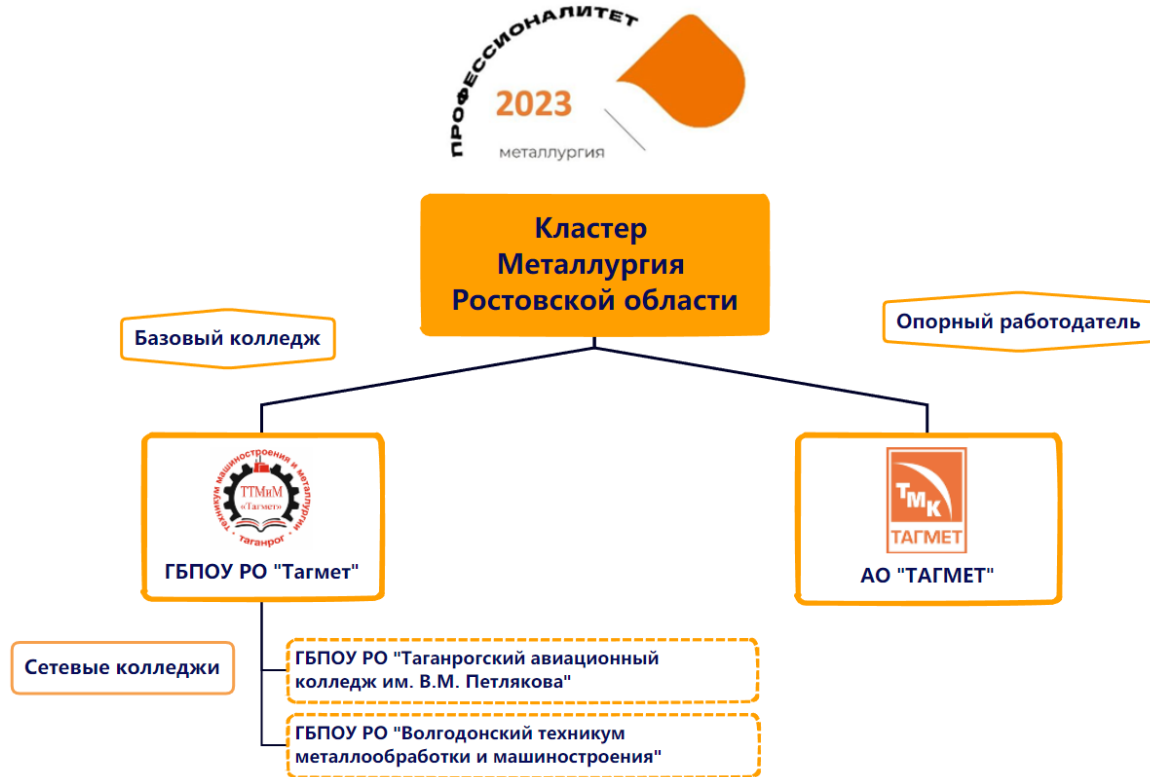 ПРОФЕССИОНАЛИТЕТ
2023
металлургия
Кластер
Металлургия
Ростовской области
Базовый колледж
Опорный работодатель
техникум машиностроения и металлургии
ТТМиМ
«Тагмет»
• таганрог •
ГБПОУ РО "Тагмет"
ТМК
ТАГМЕТ
АО "ТАГМЕТ"
Сетевые колледжи
ГБПОУ РО "Таганрогский авиационный
колледж им. В.М. Петлякова"
ГБПОУ РО "Волгодонский техникум
металлообработки и машиностроения"